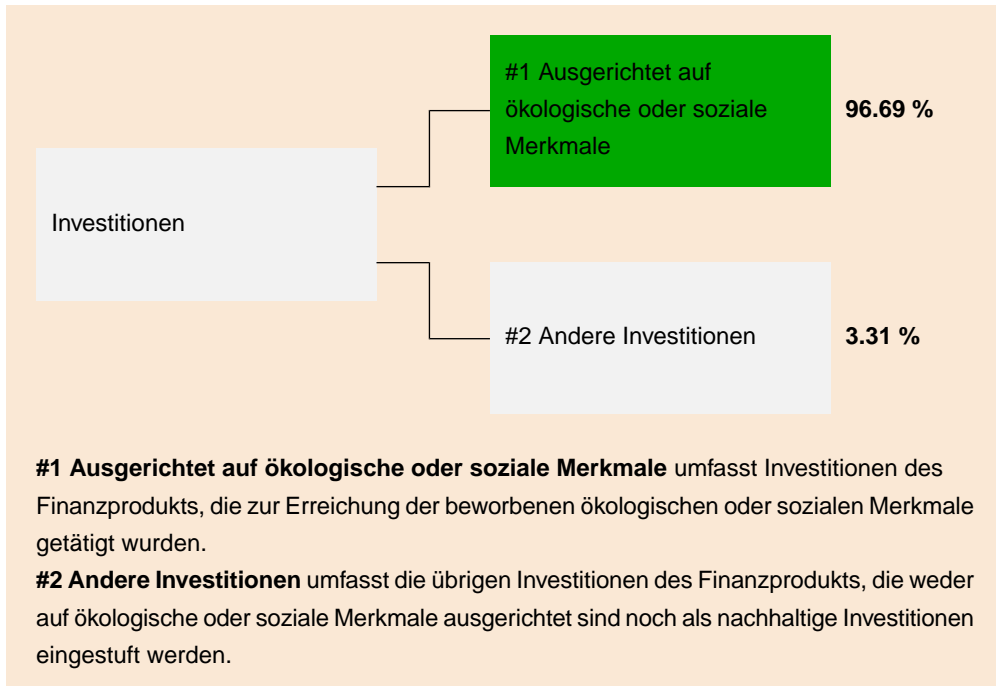 #1 Ausgerichtet auf
ökologische oder soziale
Merkmale
96.69 %
Investitionen
#2 Andere Investitionen
3.31 %
#1 Ausgerichtet auf ökologische oder soziale Merkmale umfasst Investitionen des
Finanzprodukts, die zur Erreichung der beworbenen ökologischen oder sozialen Merkmale
getätigt wurden.
#2 Andere Investitionen umfasst die übrigen Investitionen des Finanzprodukts, die weder
auf ökologische oder soziale Merkmale ausgerichtet sind noch als nachhaltige Investitionen
eingestuft werden.